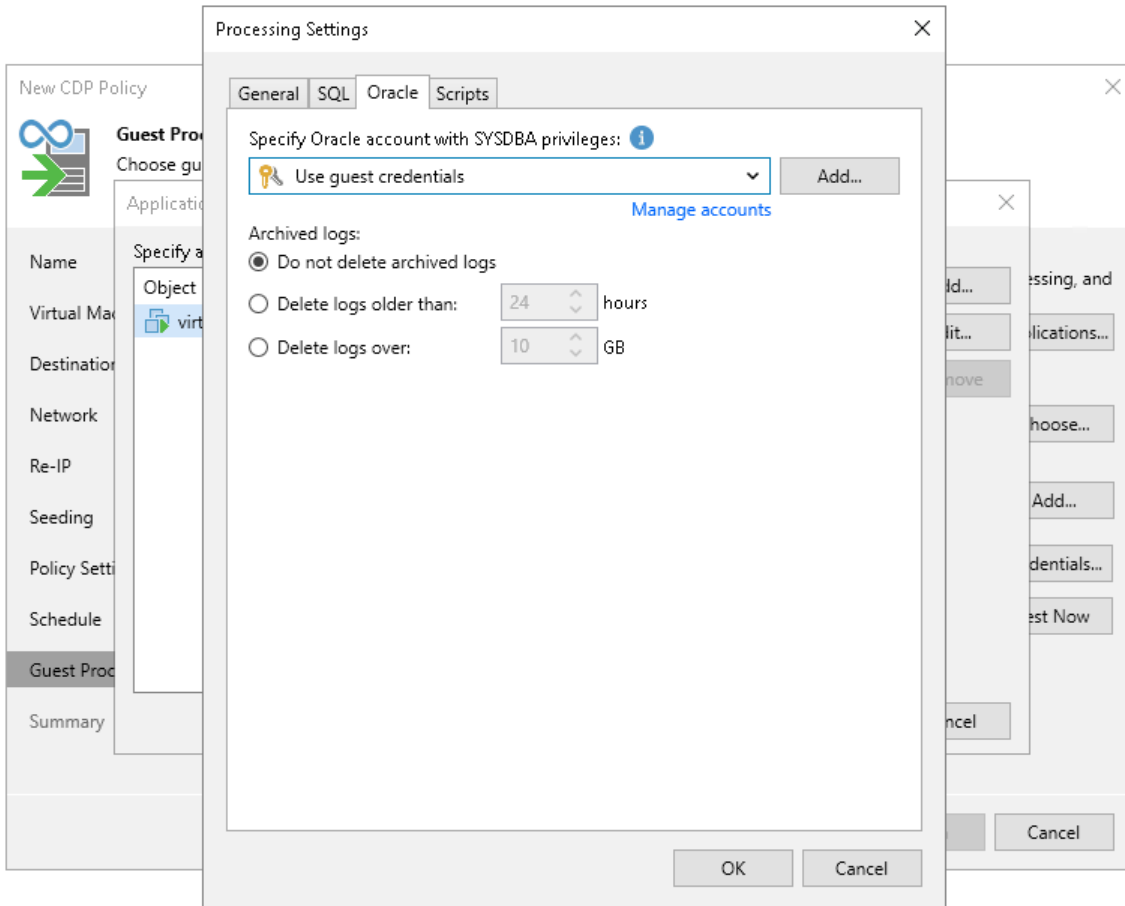 Processing Settings
New CDP Policy
General SQL Oracle Scripts
Guest Proc
Choose gu
Specify Oracle account with SYSDBA privileges:
Use guest credentials
Add...
Manage accounts
Applicatio
Archived logs:
Do not delete archived logs
Delete logs older than: 24 hours
Delete logs over: 10 GB
Specify a
Object
virt
Name
Virtual Mac
Destination
Network
Re-IP
Seeding
Policy Setti
Schedule
Guest Proc
Summary
dd...
dit...
move
ncel
essing, and
plications...
hoose...
Add...
dentials...
est Now
Cancel
OK
Cancel